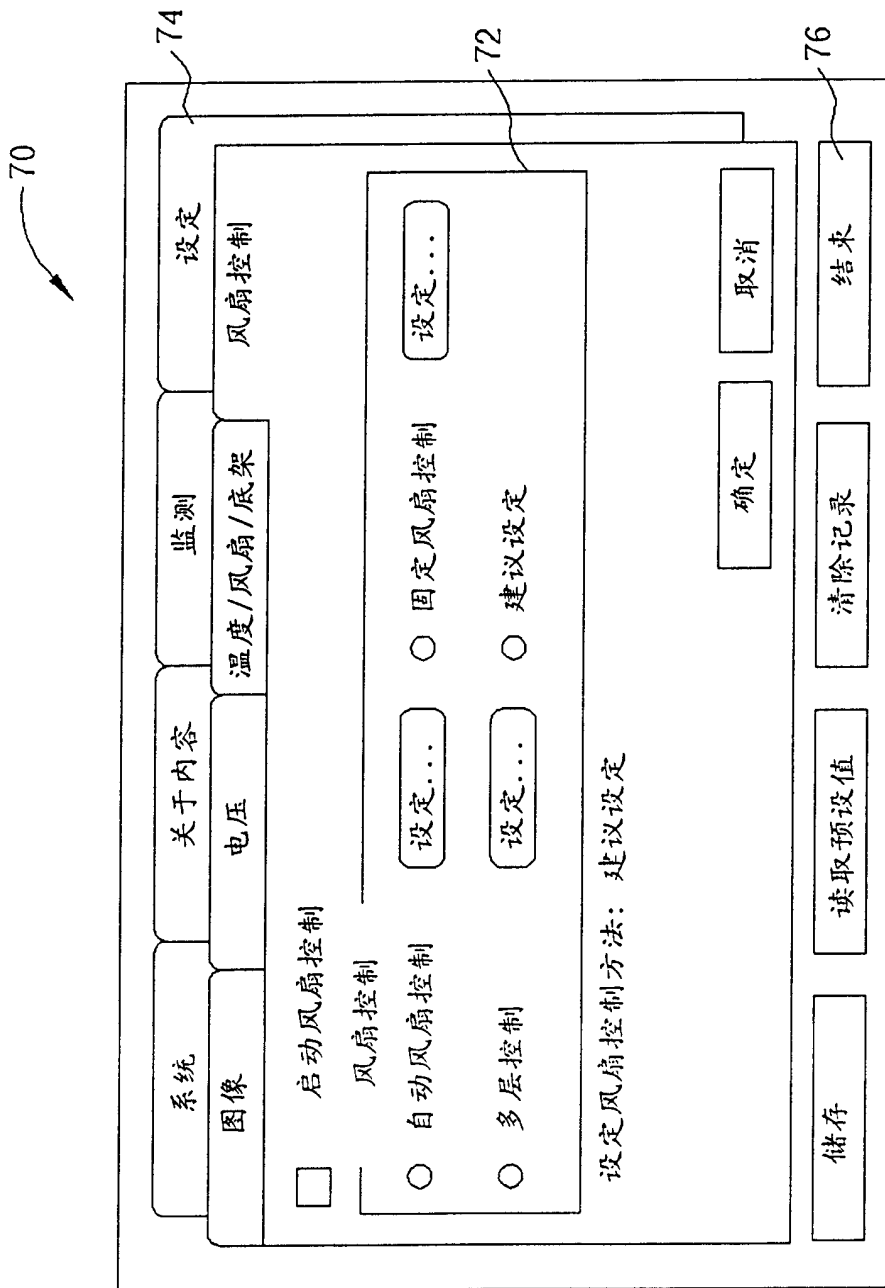 70
74
系统
关于内容
监测
设定
图像
电压
温度/风扇/底架
风扇控制
启动风扇控制
风扇控制
72
自动风扇控制
设定...
固定风扇控制
设定...
多层控制
设定...
建议设定
设定风扇控制方法: 建议设定
确定
取消
76
储存
读取预设值
清除记录
结束